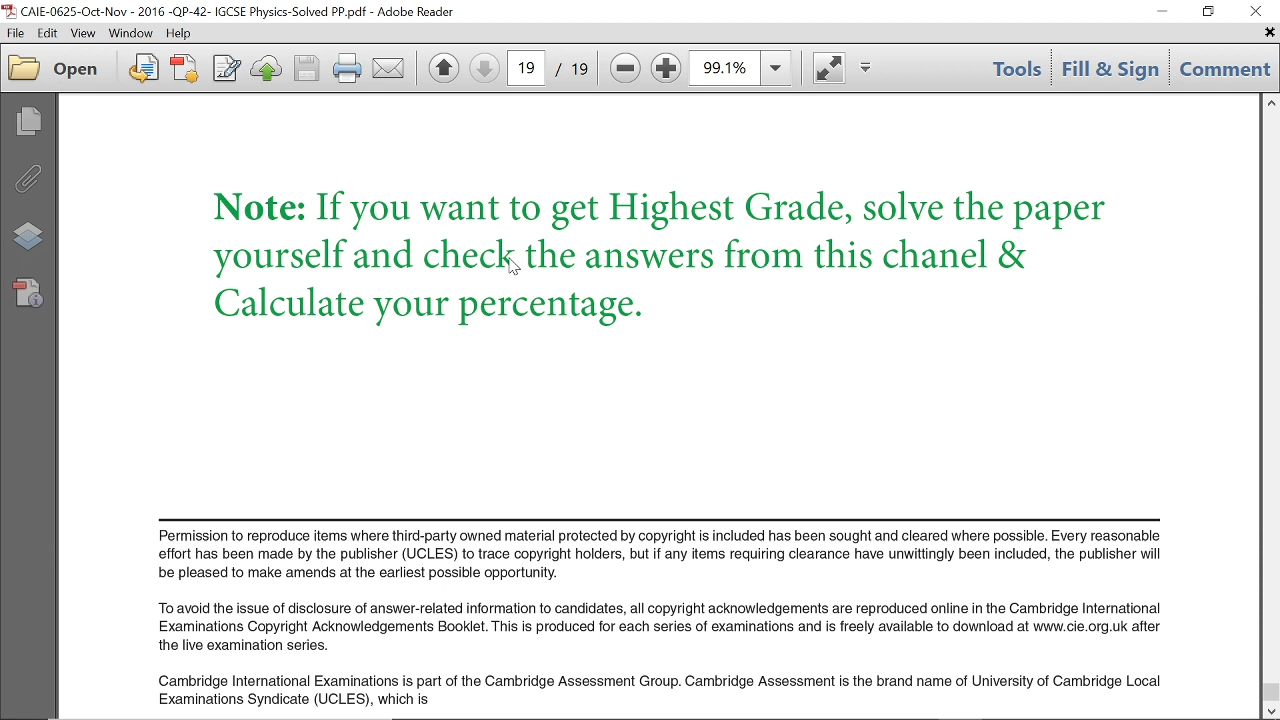 CAIE-0625-Oct-Nov - 2016 -QP-42- IGCSE Physics-Solved PP.pdf - Adobe Reader
File Edit View Window Help
Open 19 / 19 99.1% Tools Fill & Sign Comment
Note: If you want to get Highest Grade, solve the paper
yourself and check the answers from this chanel &
Calculate your percentage.
Permission to reproduce items where third-party owned material protected by copyright is included has been sought and cleared where possible. Every reasonable
effort has been made by the publisher (UCLES) to trace copyright holders, but if any items requiring clearance have unwittingly been included, the publisher will
be pleased to make amends at the earliest possible opportunity.
To avoid the issue of disclosure of answer-related information to candidates, all copyright acknowledgements are reproduced online in the Cambridge International
Examinations Copyright Acknowledgements Booklet. This is produced for each series of examinations and is freely available to download at www.cie.org.uk after
the live examination series.
Cambridge International Examinations is part of the Cambridge Assessment Group. Cambridge Assessment is the brand name of University of Cambridge Local
Examinations Syndicate (UCLES), which is